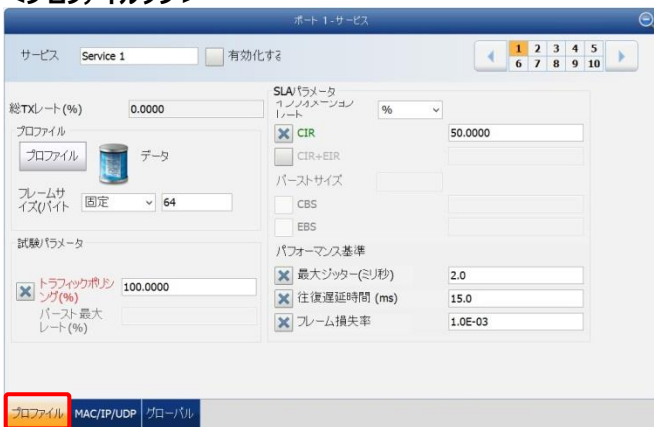 <プロファイルタブ>
ポート 1-サービス
サービス Service 1 有効化する
1 2 3 4 5
6 7 8 9 10
総TXレート(%) 0.0000
プロファイル
プロファイル データ
フレームサ
イズ(バイト 固定 64
試験パラメータ
トラフィックポリシ
ング(%) 100.0000
バースト最大
レート(%)
SLAパラメータ
インフォメーション
レート %
CIR 50.0000
CIR+EIR
バーストサイズ
CBS
EBS
パフォーマンス基準
最大ジッター(ミリ秒) 2.0
往復遅延時間 (ms) 15.0
フレーム損失率 1.0E-03
プロファイル MAC/IP/UDP グローバル